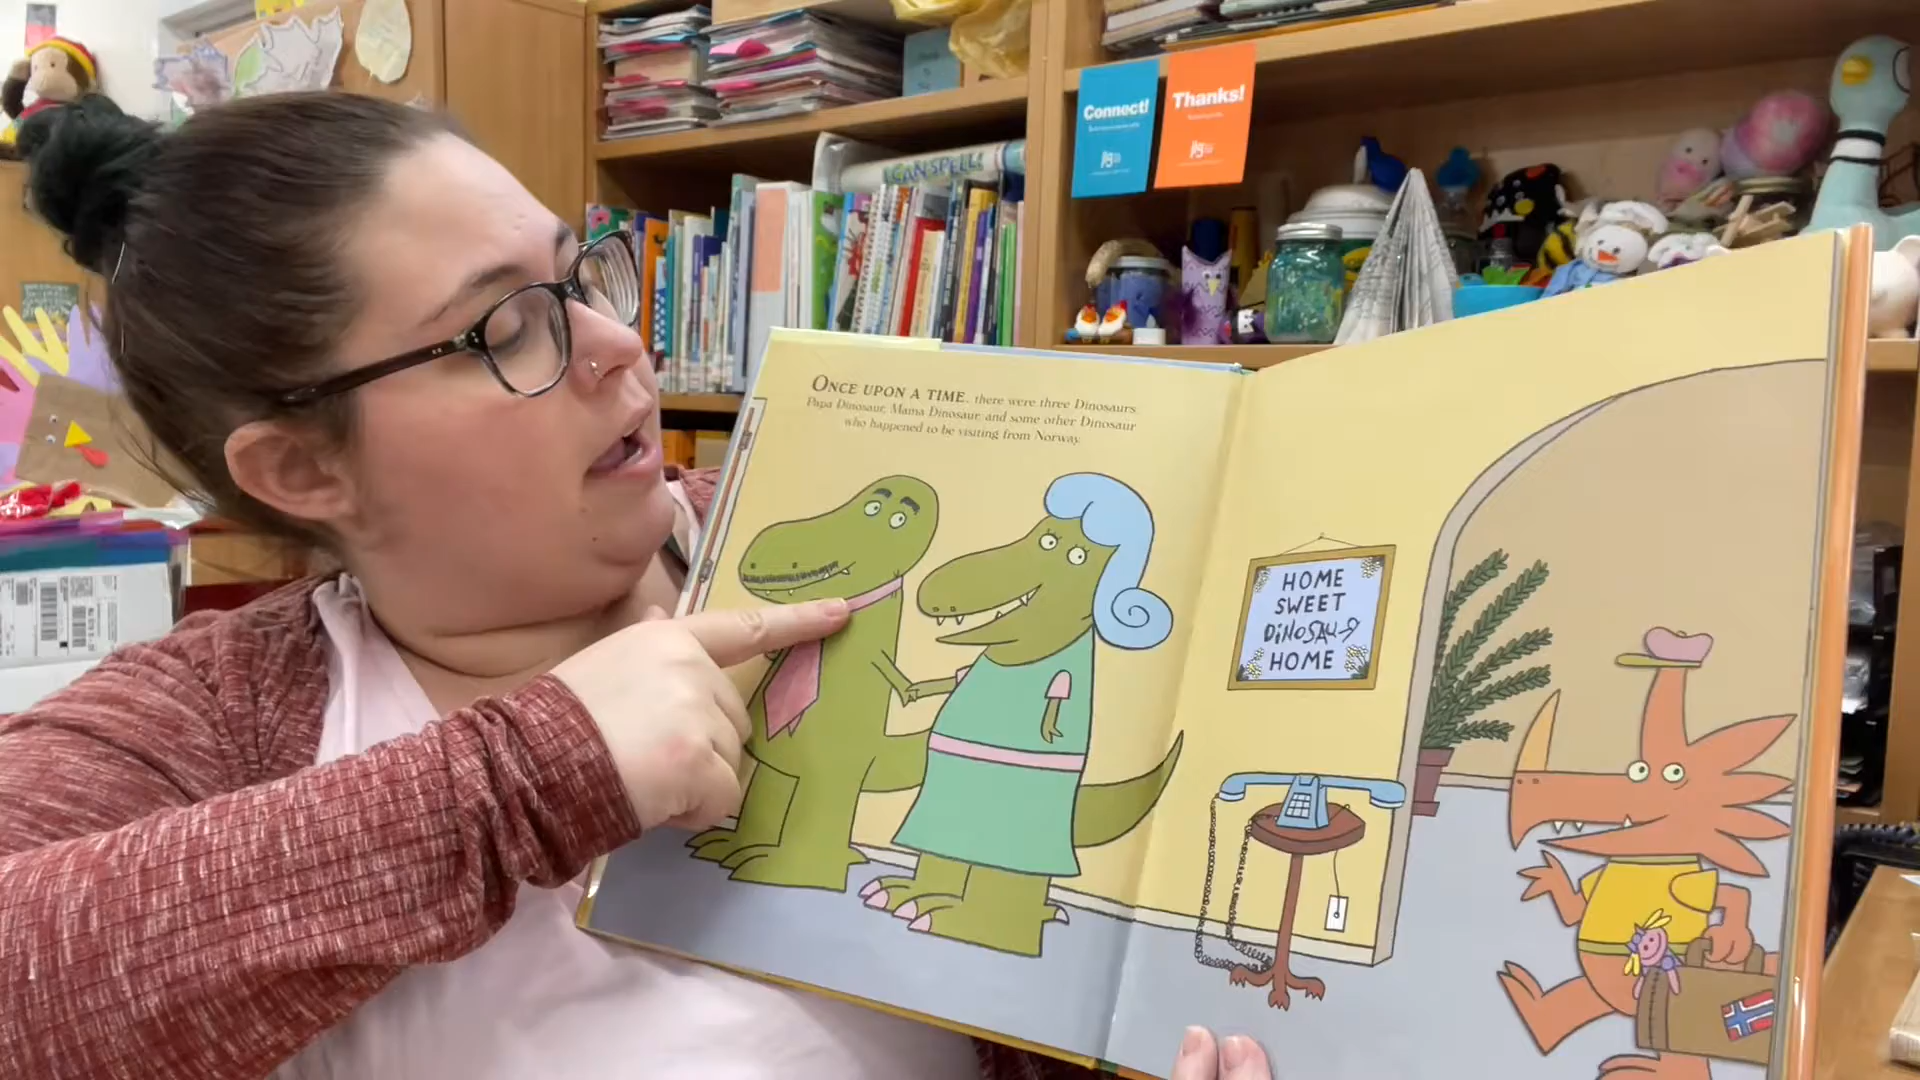 I CAN SPELL!
Connect!
Thanks!
ONCE UPON A TIME, there were three Dinosaurs
Papa Dinosaur, Mama Dinosaur, and some other Dinosaur
who happened to be visiting from Norway.
HOME
SWEET
DiNOSAUR
HOME